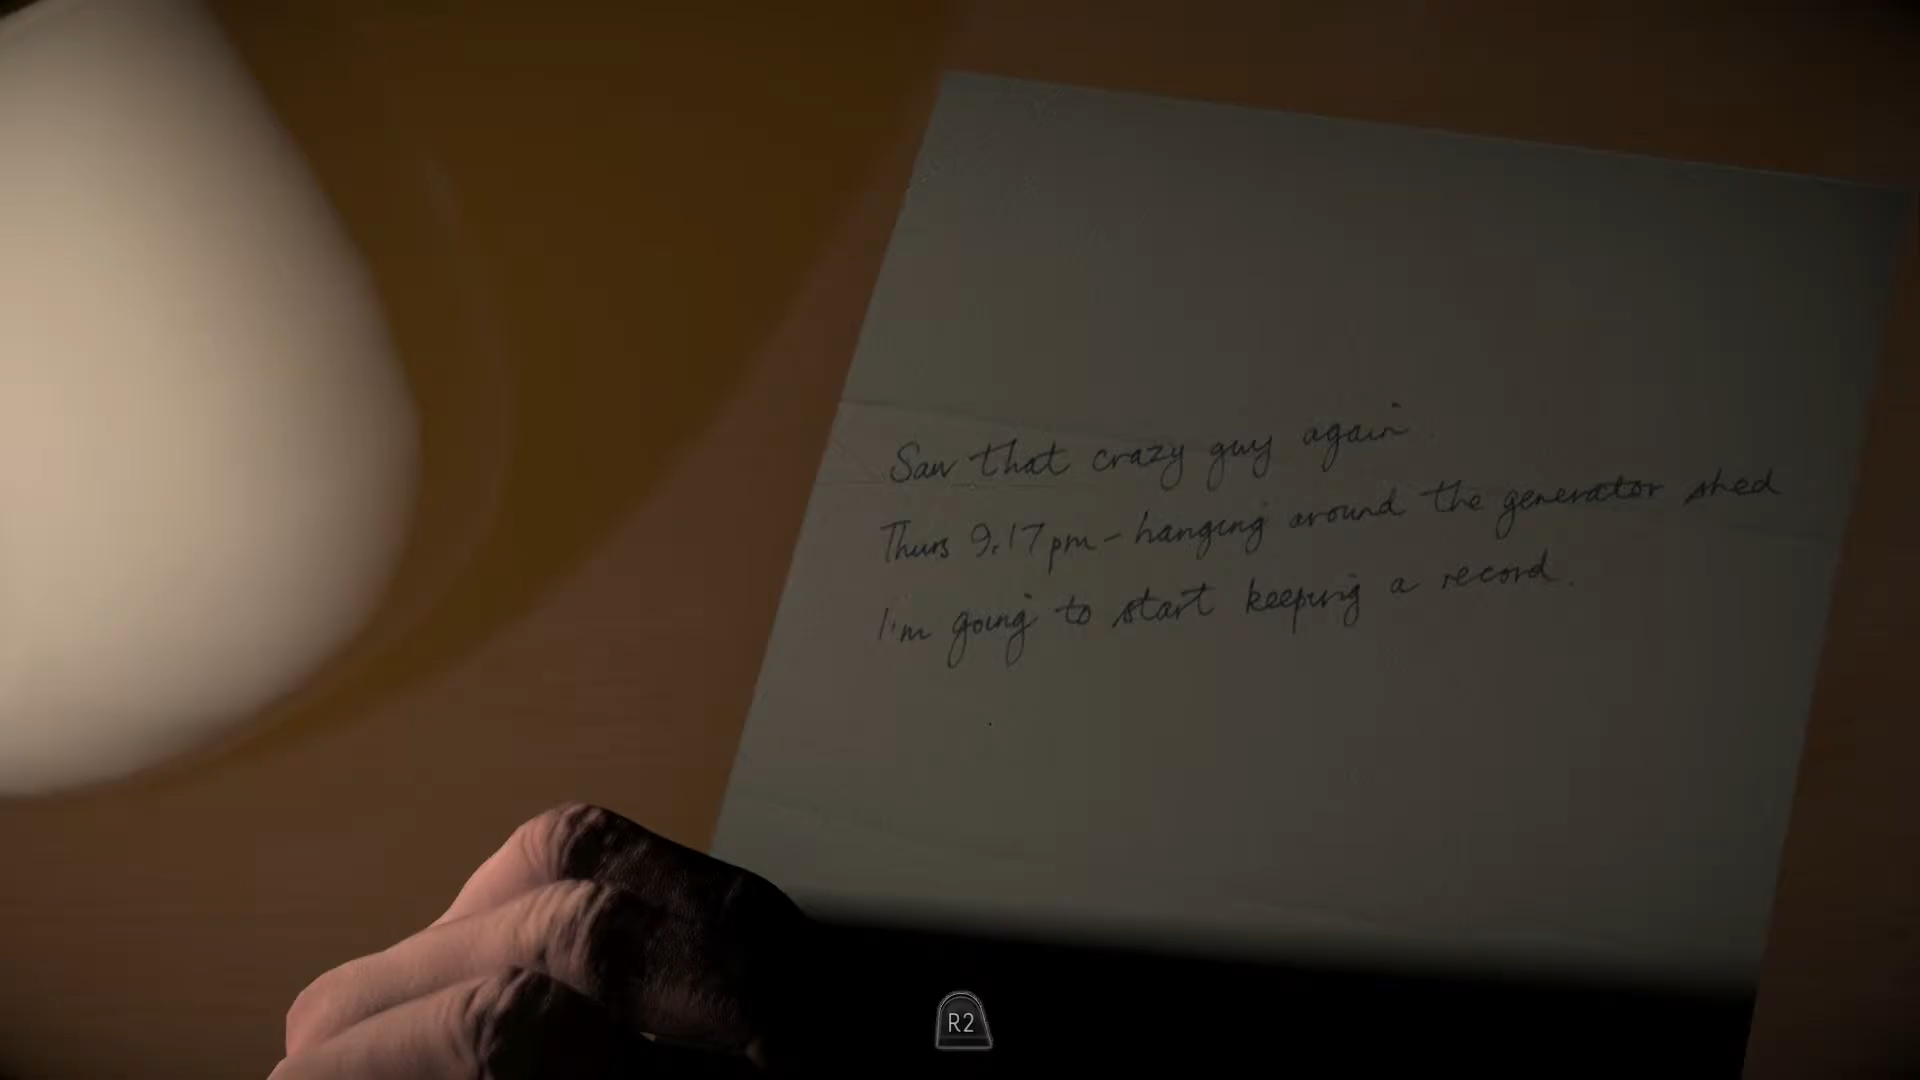 Saw that crazy guy again.
Thurs 9.17pm - hanging around the generator shed
I'm going to start keeping a record.
R2